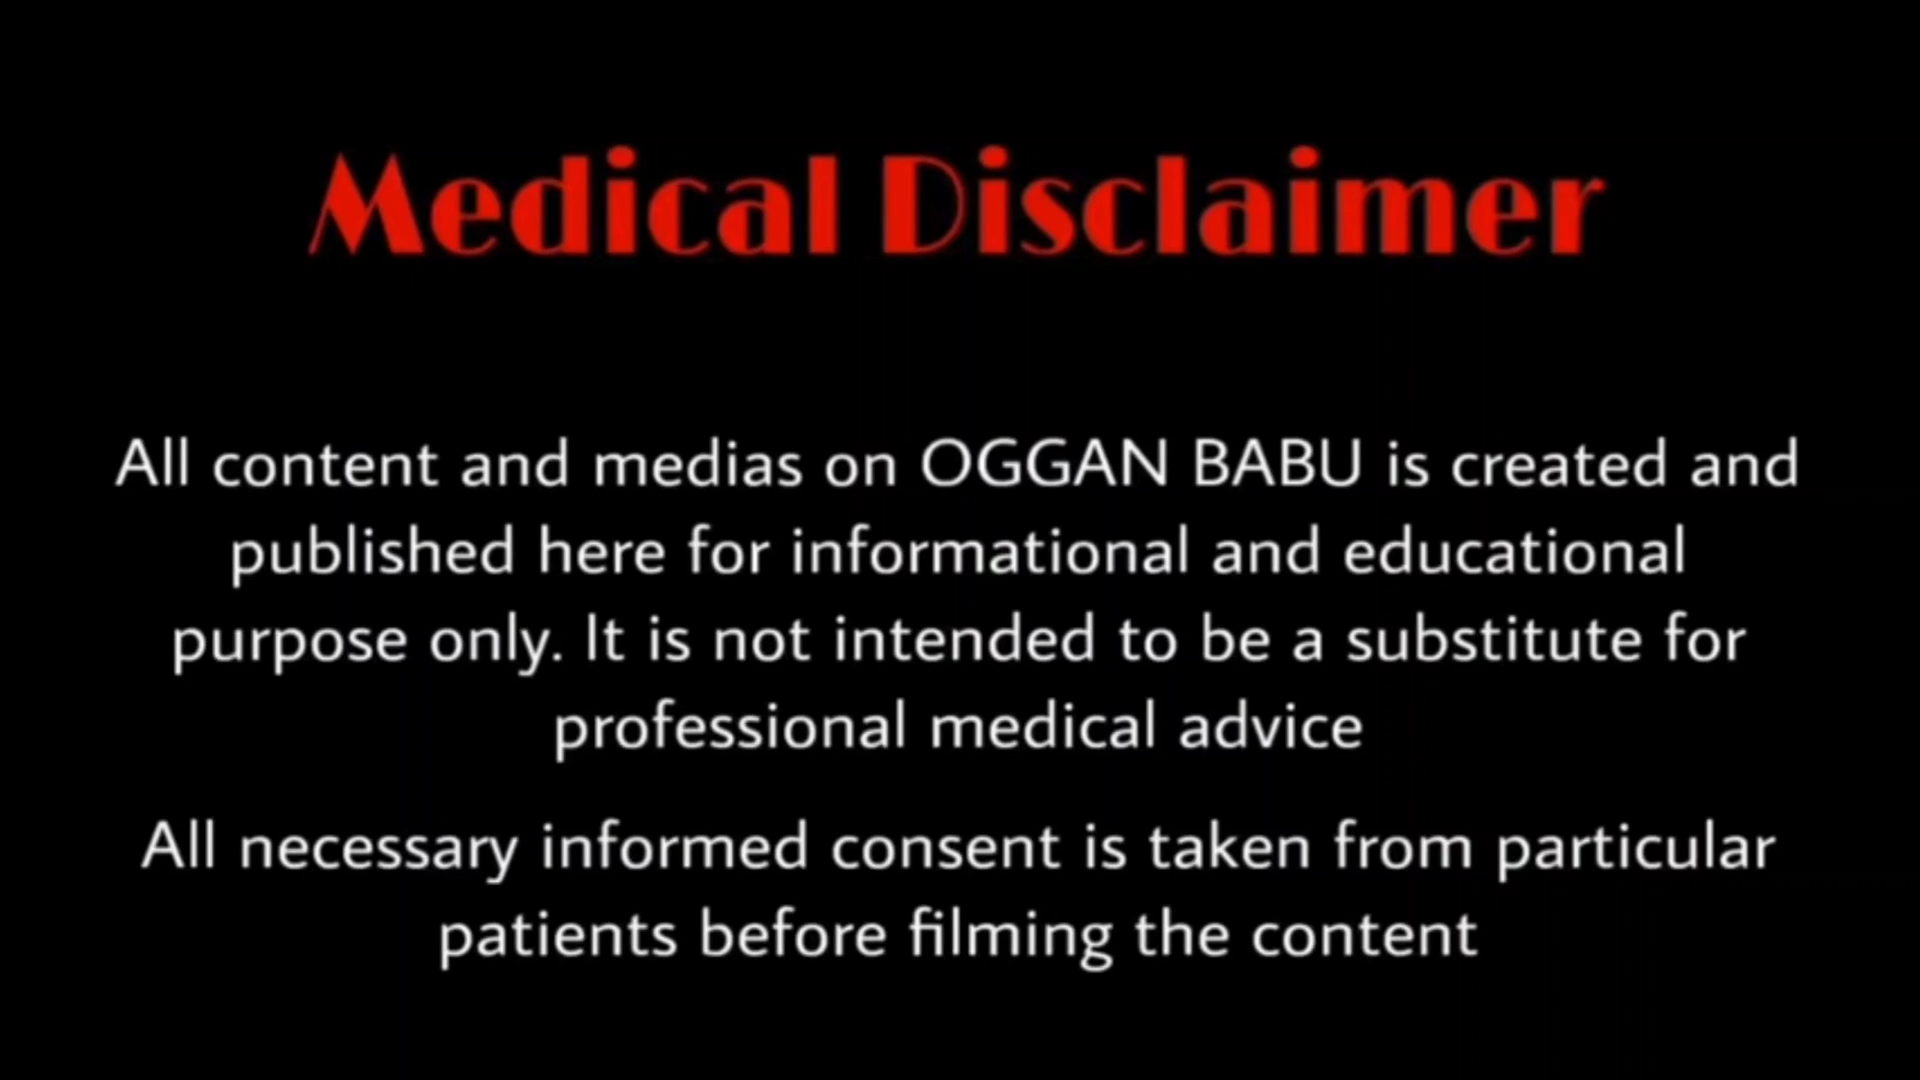 Medical Disclaimer
All content and medias on OGGAN BABU is created and
published here for informational and educational
purpose only. It is not intended to be a substitute for
professional medical advice
All necessary informed consent is taken from particular
patients before filming the content